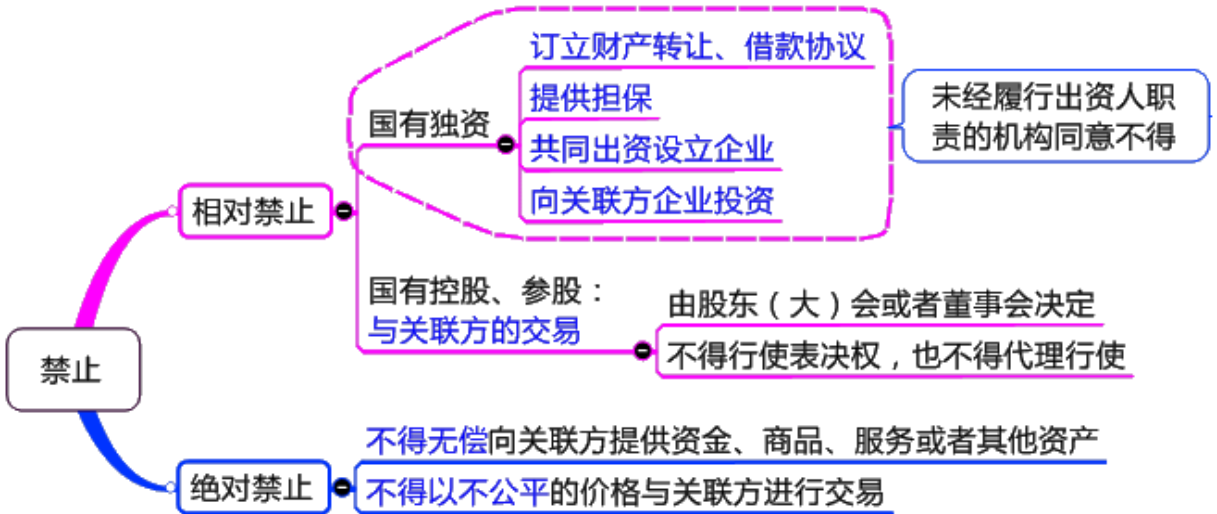 禁止
相对禁止
国有独资
订立财产转让、借款协议
提供担保
共同出资设立企业
向关联方企业投资
未经履行出资人职
责的机构同意不得
国有控股、参股：
与关联方的交易
由股东（大）会或者董事会决定
不得行使表决权，也不得代理行使
绝对禁止
不得无偿向关联方提供资金、商品、服务或者其他资产
不得以不公平的价格与关联方进行交易